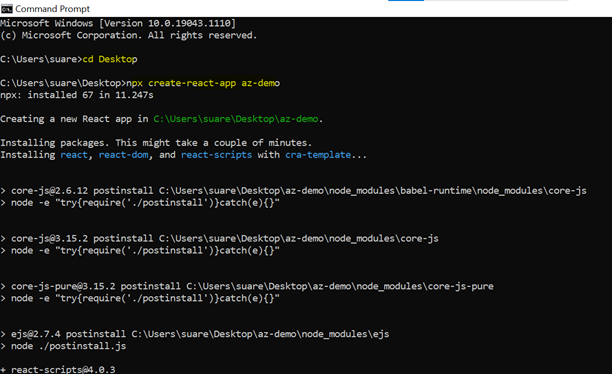 Command Prompt
Microsoft Windows [Version 10.0.19043.1110]
(c) Microsoft Corporation. All rights reserved.
C:\Users\suare>cd Desktop
C:\Users\suare\Desktop>npx create-react-app az-demo
npx: installed 67 in 11.247s
Creating a new React app in C:\Users\suare\Desktop\az-demo.
Installing packages. This might take a couple of minutes.
Installing react, react-dom, and react-scripts with cra-template...
> core-js@2.6.12 postinstall C:\Users\suare\Desktop\az-demo\node_modules\babel-runtime\node_modules\core-js
> node -e "try{require('./postinstall')}catch(e){}"
> core-js@3.15.2 postinstall C:\Users\suare\Desktop\az-demo\node_modules\core-js
> node -e "try{require('./postinstall')}catch(e){}"
> core-js-pure@3.15.2 postinstall C:\Users\suare\Desktop\az-demo\node_modules\core-js-pure
> node -e "try{require('./postinstall')}catch(e){}"
> ejs@2.7.4 postinstall C:\Users\suare\Desktop\az-demo\node_modules\ejs
> node ./postinstall.js
+ react-scripts@4.0.3